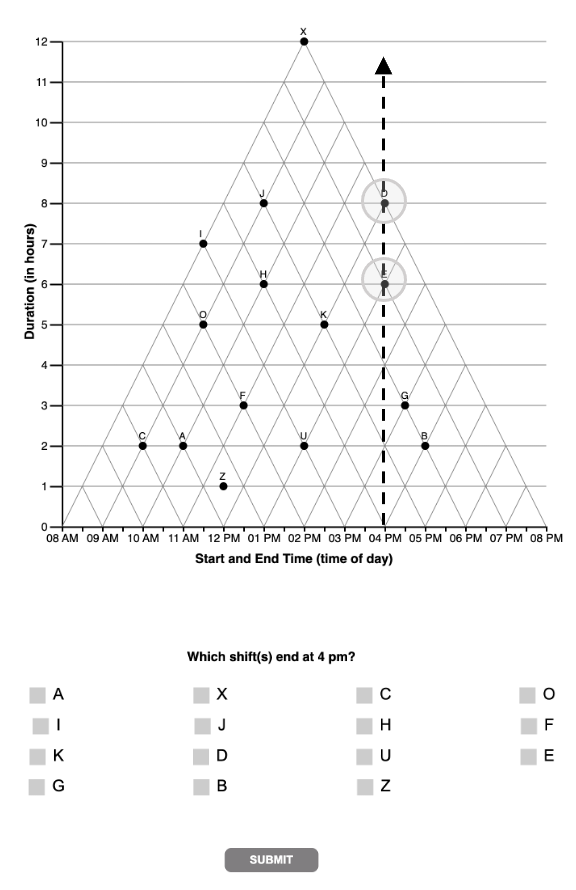 X
12
11
10
9
J
D
8
I
7
H
E
6
O
K
5
4
F
G
3
C
A
U
B
2
Z
1
0
08 AM 09 AM 10 AM 11 AM 12 PM 01 PM 02 PM 03 PM 04 PM 05 PM 06 PM 07 PM 08 PM
Duration (in hours)
Start and End Time (time of day)
Which shift(s) end at 4 pm?
A X C O
I J H F
K D U E
G B Z
SUBMIT